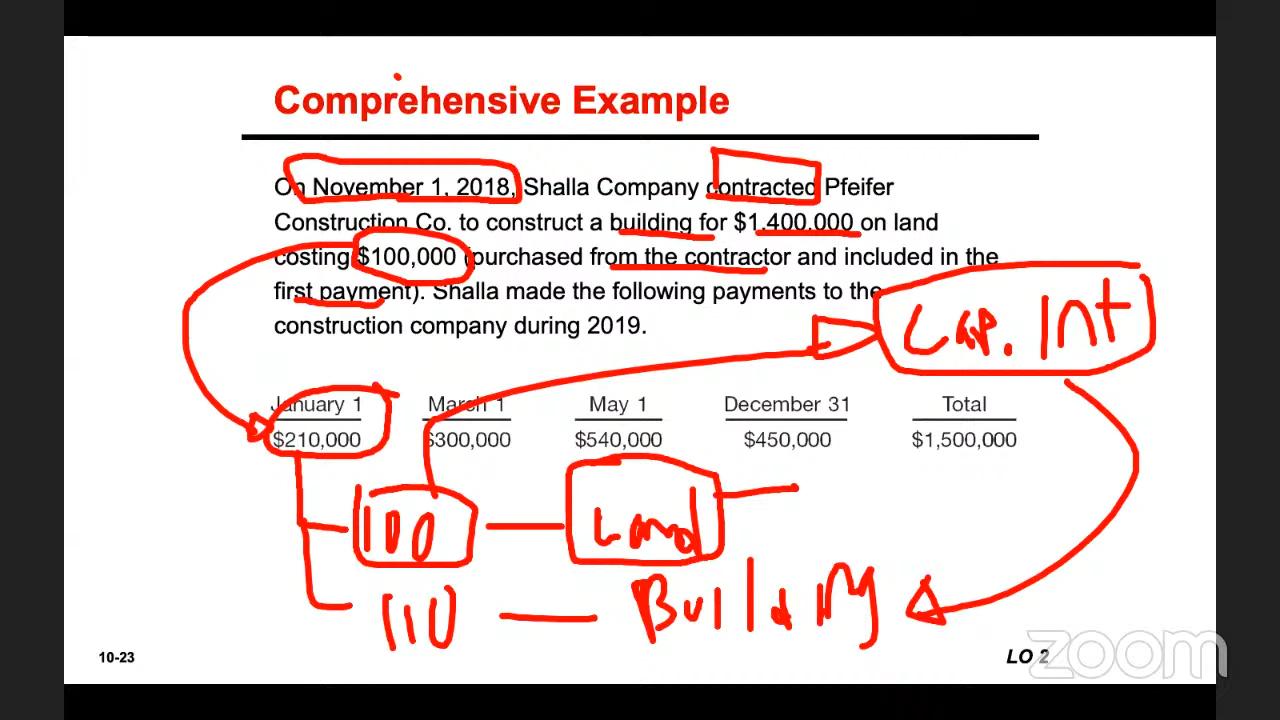 Comprehensive Example
On November 1, 2018, Shalla Company contracted Pfeifer
Construction Co. to construct a building for $1,400,000 on land
costing $100,000 (purchased from the contractor and included in the
first payment). Shalla made the following payments to the
construction company during 2019.
Cap. Int
January 1 March 1 May 1 December 31 Total
$210,000 $300,000 $540,000 $450,000 $1,500,000
100 — Land
110 — Building
10-23
LO 2
zoom